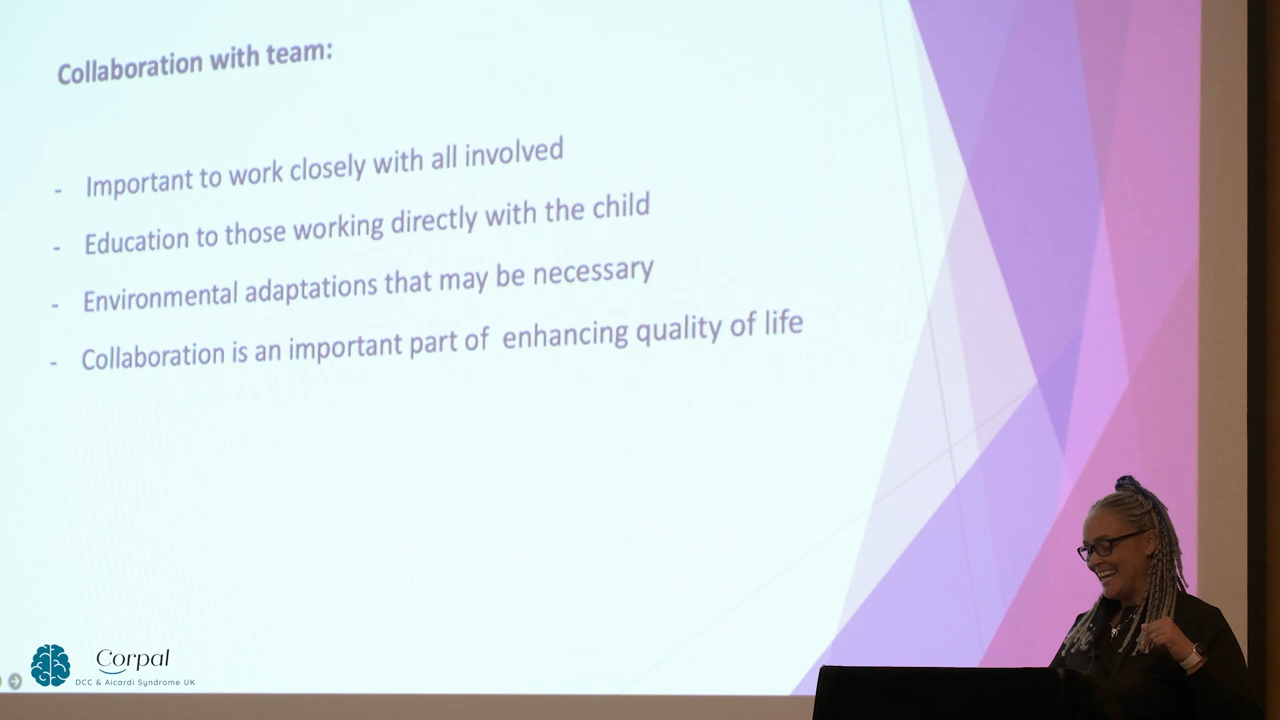 Collaboration with team:
- Important to work closely with all involved
- Education to those working directly with the child
- Environmental adaptations that may be necessary
- Collaboration is an important part of enhancing quality of life
Corpal
DCC & Aicardi Syndrome UK